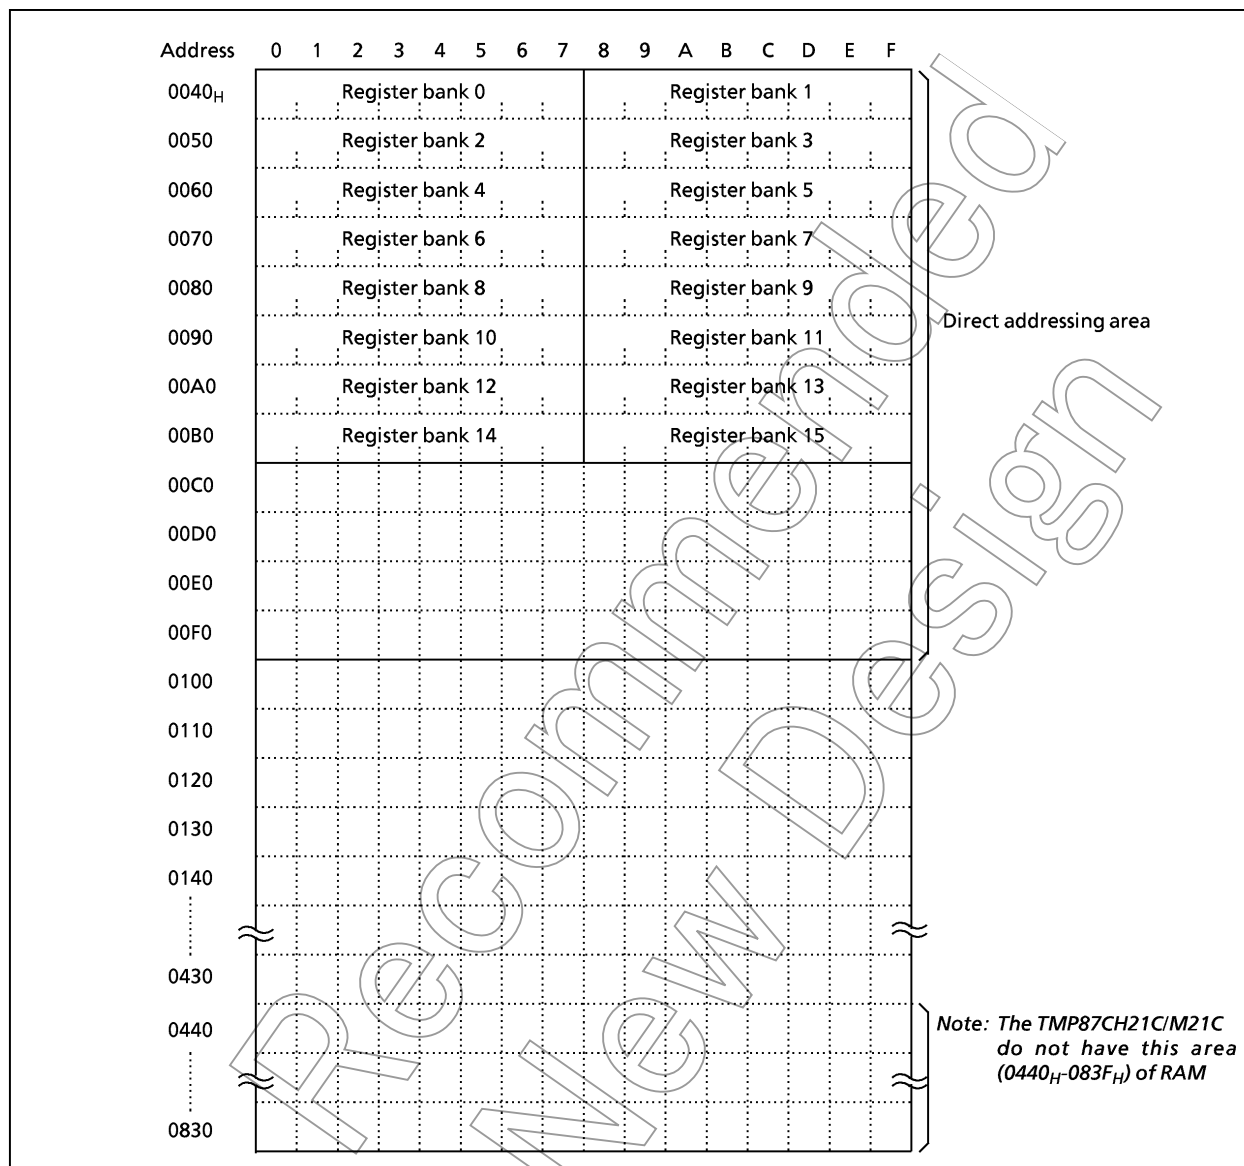 Address 0 1 2 3 4 5 6 7 8 9 A B C D E F
0040H Register bank 0 Register bank 1
0050 Register bank 2 Register bank 3
0060 Register bank 4 Register bank 5
0070 Register bank 6 Register bank 7
0080 Register bank 8 Register bank 9
Direct addressing area
0090 Register bank 10 Register bank 11
00A0 Register bank 12 Register bank 13
00B0 Register bank 14 Register bank 15
00C0
00D0
00E0
00F0
0100
0110
0120
0130
0140
0430
0440
Note: The TMP87CH21C/M21C
do not have this area
(0440H-083FH) of RAM
0830
Recommended
New Design